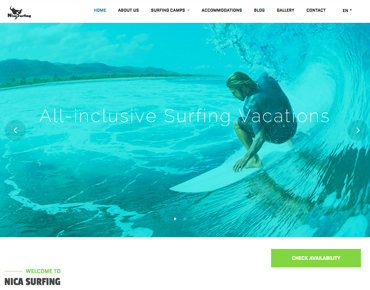 Nica Surfing
HOME ABOUT US SURFING CAMPS ACCOMMODATIONS BLOG GALLERY CONTACT EN
All-inclusive Surfing Vacations
CHECK AVAILABILITY
WELCOME TO
NICA SURFING